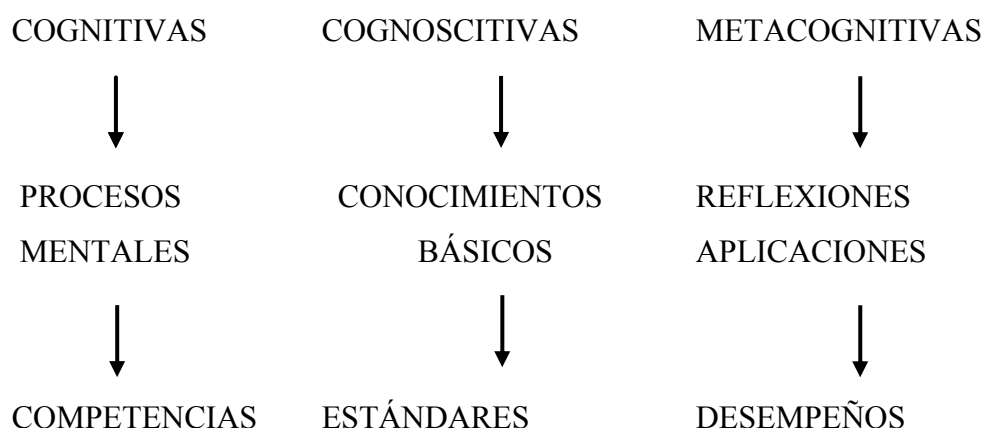 COGNITIVAS COGNOSCITIVAS METACOGNITIVAS
PROCESOS CONOCIMIENTOS REFLEXIONES
MENTALES BÁSICOS APLICACIONES
COMPETENCIAS ESTÁNDARES DESEMPEÑOS